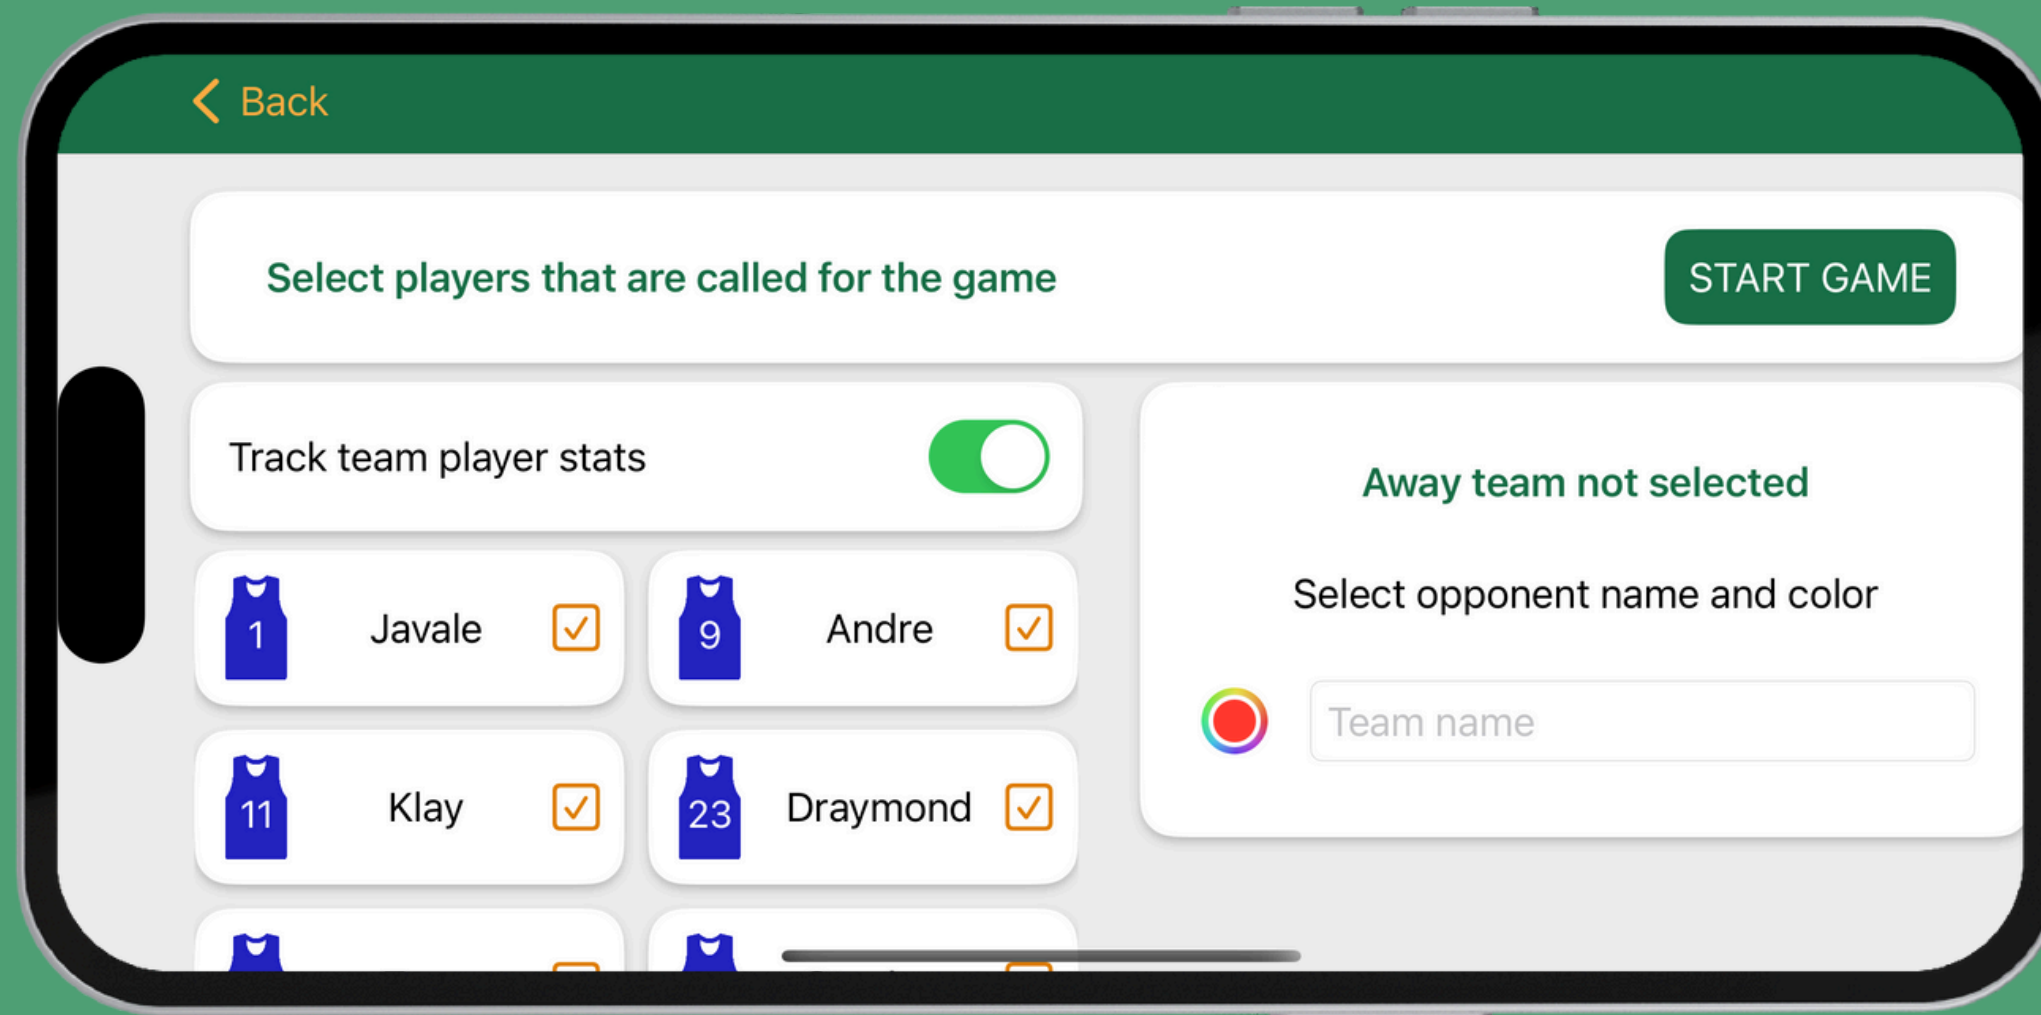 Back
Select players that are called for the game
START GAME
Track team player stats
Away team not selected
Select opponent name and color
Team name
1 Javale
9 Andre
11 Klay
23 Draymond